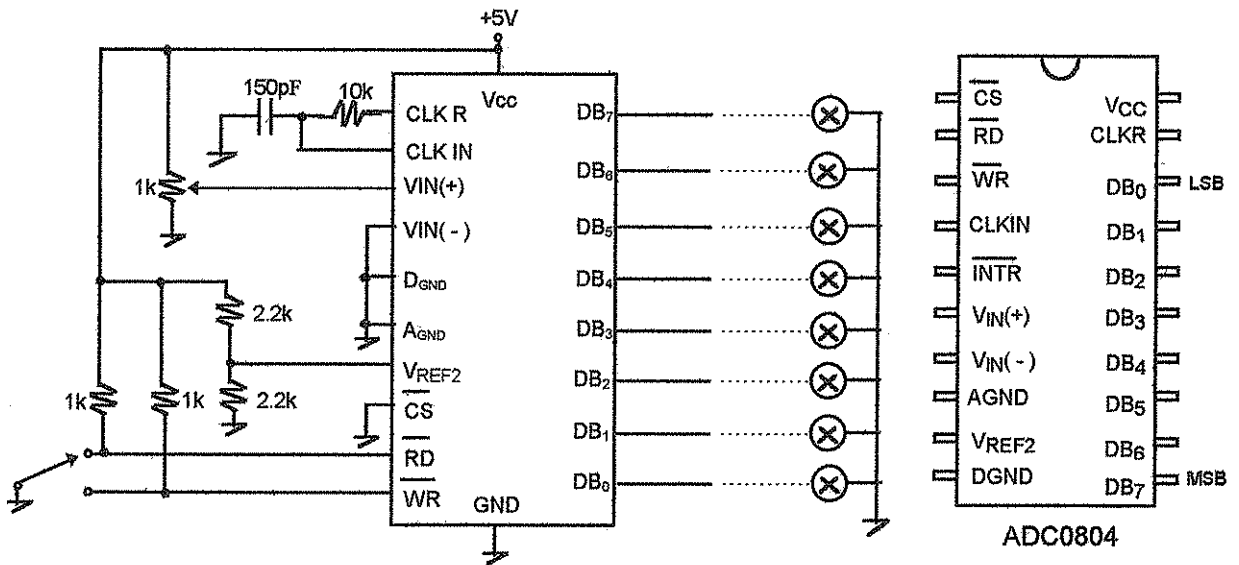 +5V
150pF
10k
Vcc
CLK R
CLK IN
1k
VIN(+)
VIN(-)
DGND
AGND
2.2k
VREF2
2.2k
1k
1k
CS
RD
WR
GND
DB7
DB6
DB5
DB4
DB3
DB2
DB1
DB0
CS
RD
WR
CLKIN
INTR
VIN(+)
VIN(-)
AGND
VREF2
DGND
VCC
CLKR
DB0 LSB
DB1
DB2
DB3
DB4
DB5
DB6
DB7 MSB
ADC0804